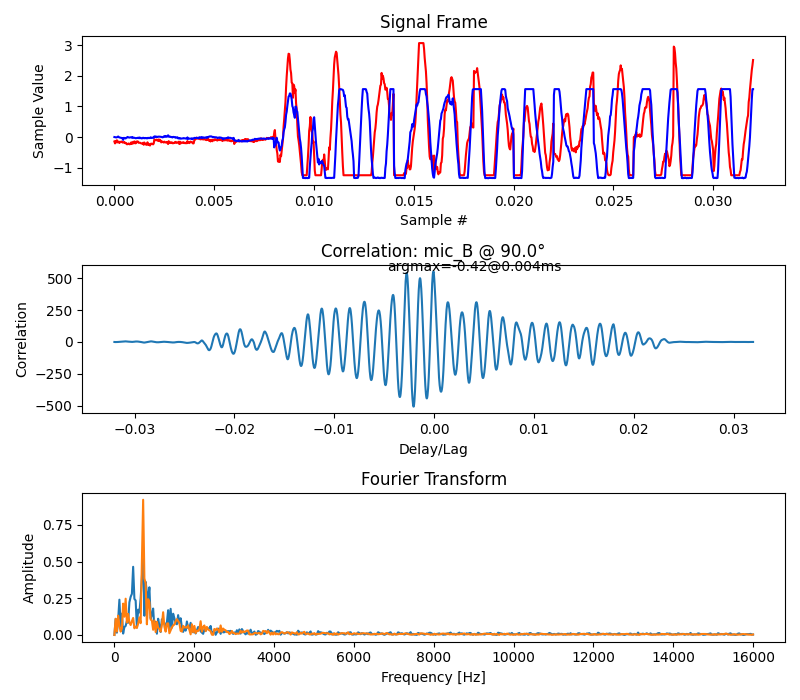 Signal Frame
3
2
1
0
−1
Sample Value
0.000 0.005 0.010 0.015 0.020 0.025 0.030
Sample #
Correlation: mic_B @ 90.0°
argmax=-0.42@0.004ms
500
250
0
−250
−500
Correlation
−0.03 −0.02 −0.01 0.00 0.01 0.02 0.03
Delay/Lag
Fourier Transform
0.75
0.50
0.25
0.00
Amplitude
0 2000 4000 6000 8000 10000 12000 14000 16000
Frequency [Hz]